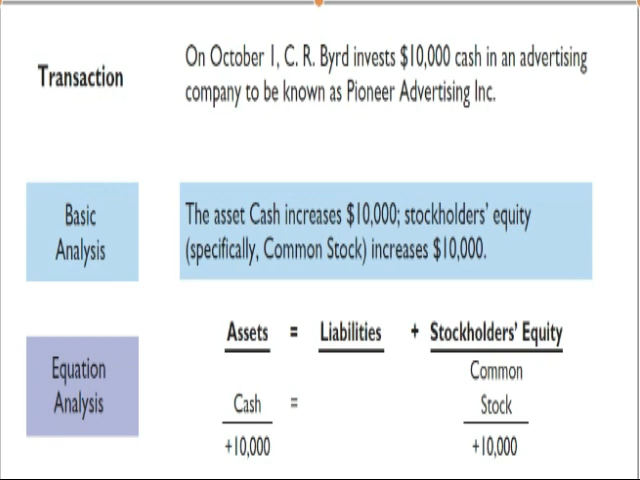 Transaction
On October 1, C. R. Byrd invests $10,000 cash in an advertising
company to be known as Pioneer Advertising Inc.
Basic
Analysis
The asset Cash increases $10,000; stockholders' equity
(specifically, Common Stock) increases $10,000.
Equation
Analysis
Assets = Liabilities + Stockholders' Equity
Common
Cash = Stock
+10,000 +10,000